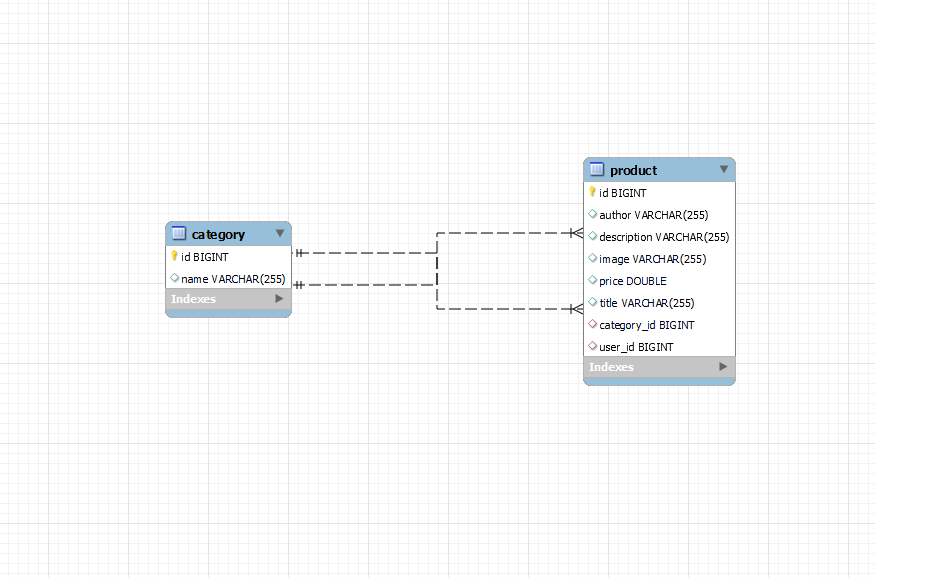 category
id BIGINT
name VARCHAR(255)
Indexes
product
id BIGINT
author VARCHAR(255)
description VARCHAR(255)
image VARCHAR(255)
price DOUBLE
title VARCHAR(255)
category_id BIGINT
user_id BIGINT
Indexes